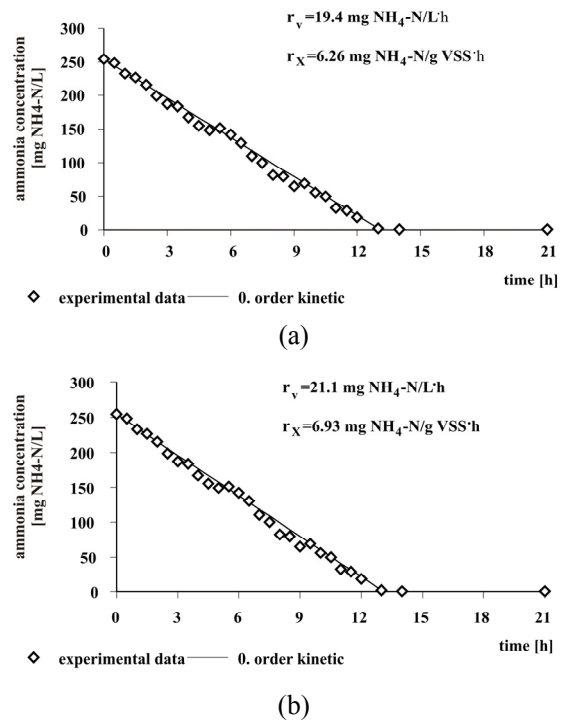 r_v=19.4 mg NH4-N/L·h
r_X=6.26 mg NH4-N/g VSS·h
ammonia concentration
[mg NH4-N/L]
300
250
200
150
100
50
0
0 3 6 9 12 15 18 21
time [h]
experimental data 0. order kinetic
(a)
r_v=21.1 mg NH4-N/L·h
r_X=6.93 mg NH4-N/g VSS·h
ammonia concentration
[mg NH4-N/L]
300
250
200
150
100
50
0
0 3 6 9 12 15 18 21
time [h]
experimental data 0. order kinetic
(b)